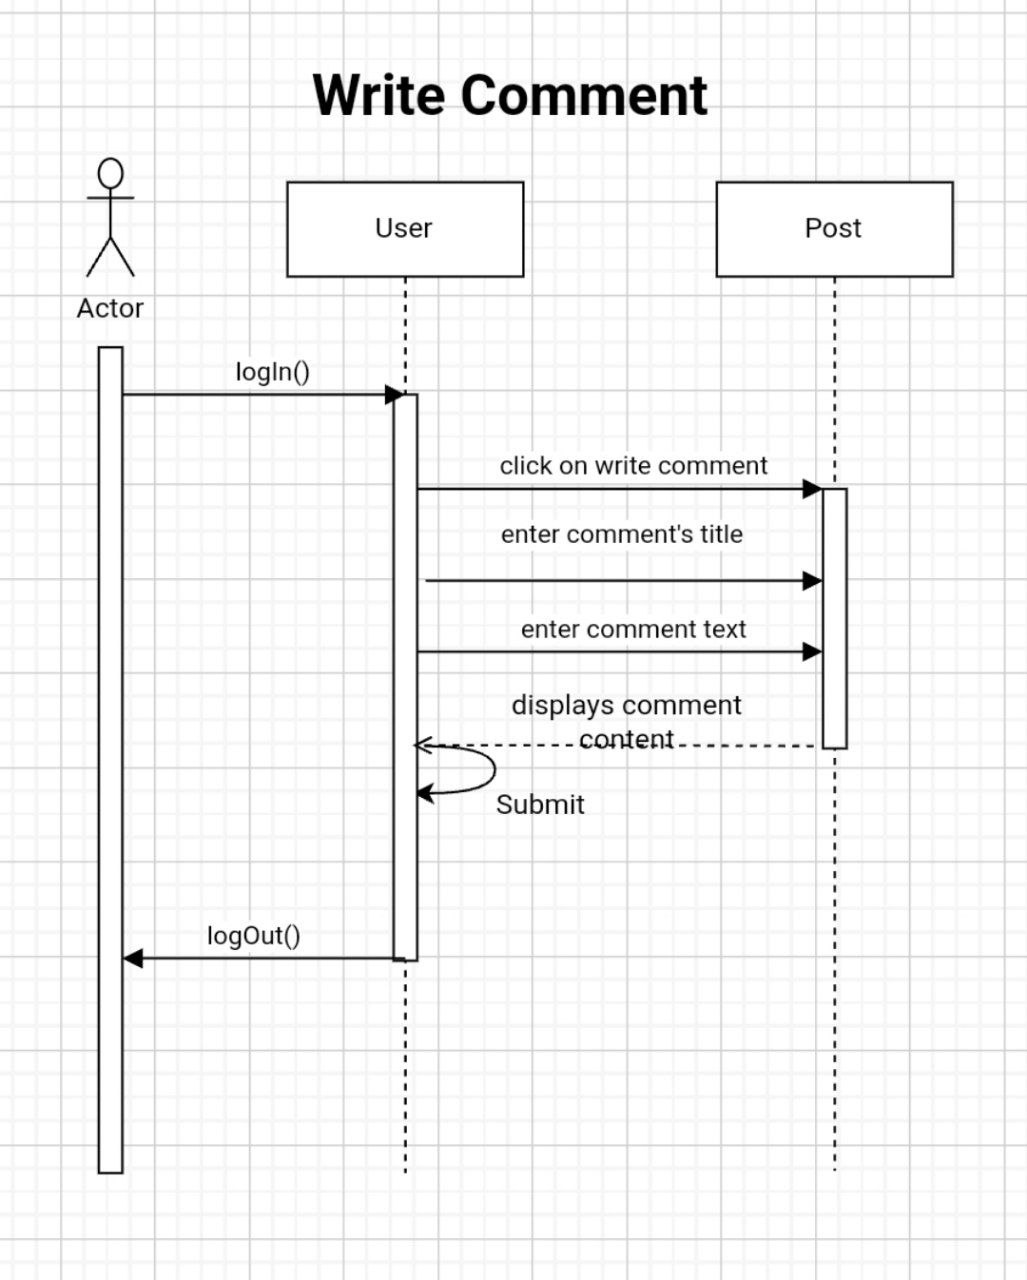 Write Comment
User
Post
Actor
logIn()
click on write comment
enter comment's title
enter comment text
displays comment
content
Submit
logOut()